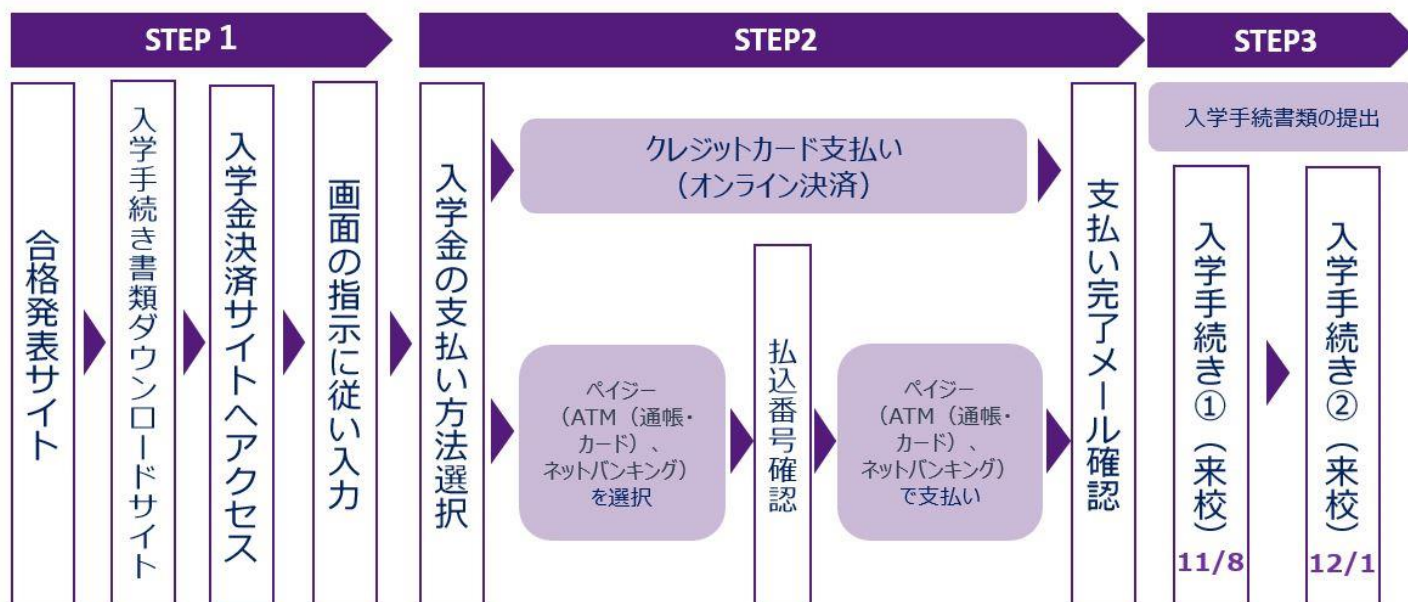 STEP 1
合格発表サイト
入学手続き書類ダウンロードサイト
入学金決済サイトへアクセス
画面の指示に従い入力
STEP2
入学金の支払い方法選択
クレジットカード支払い
（オンライン決済）
ペイジー
（ATM（通帳・
カード）、
ネットバンキング）
を選択
払込番号確認
ペイジー
（ATM（通帳・
カード）、
ネットバンキング）
で支払い
支払い完了メール確認
STEP3
入学手続書類の提出
入学手続き①（来校）
11/8
入学手続き②（来校）
12/1